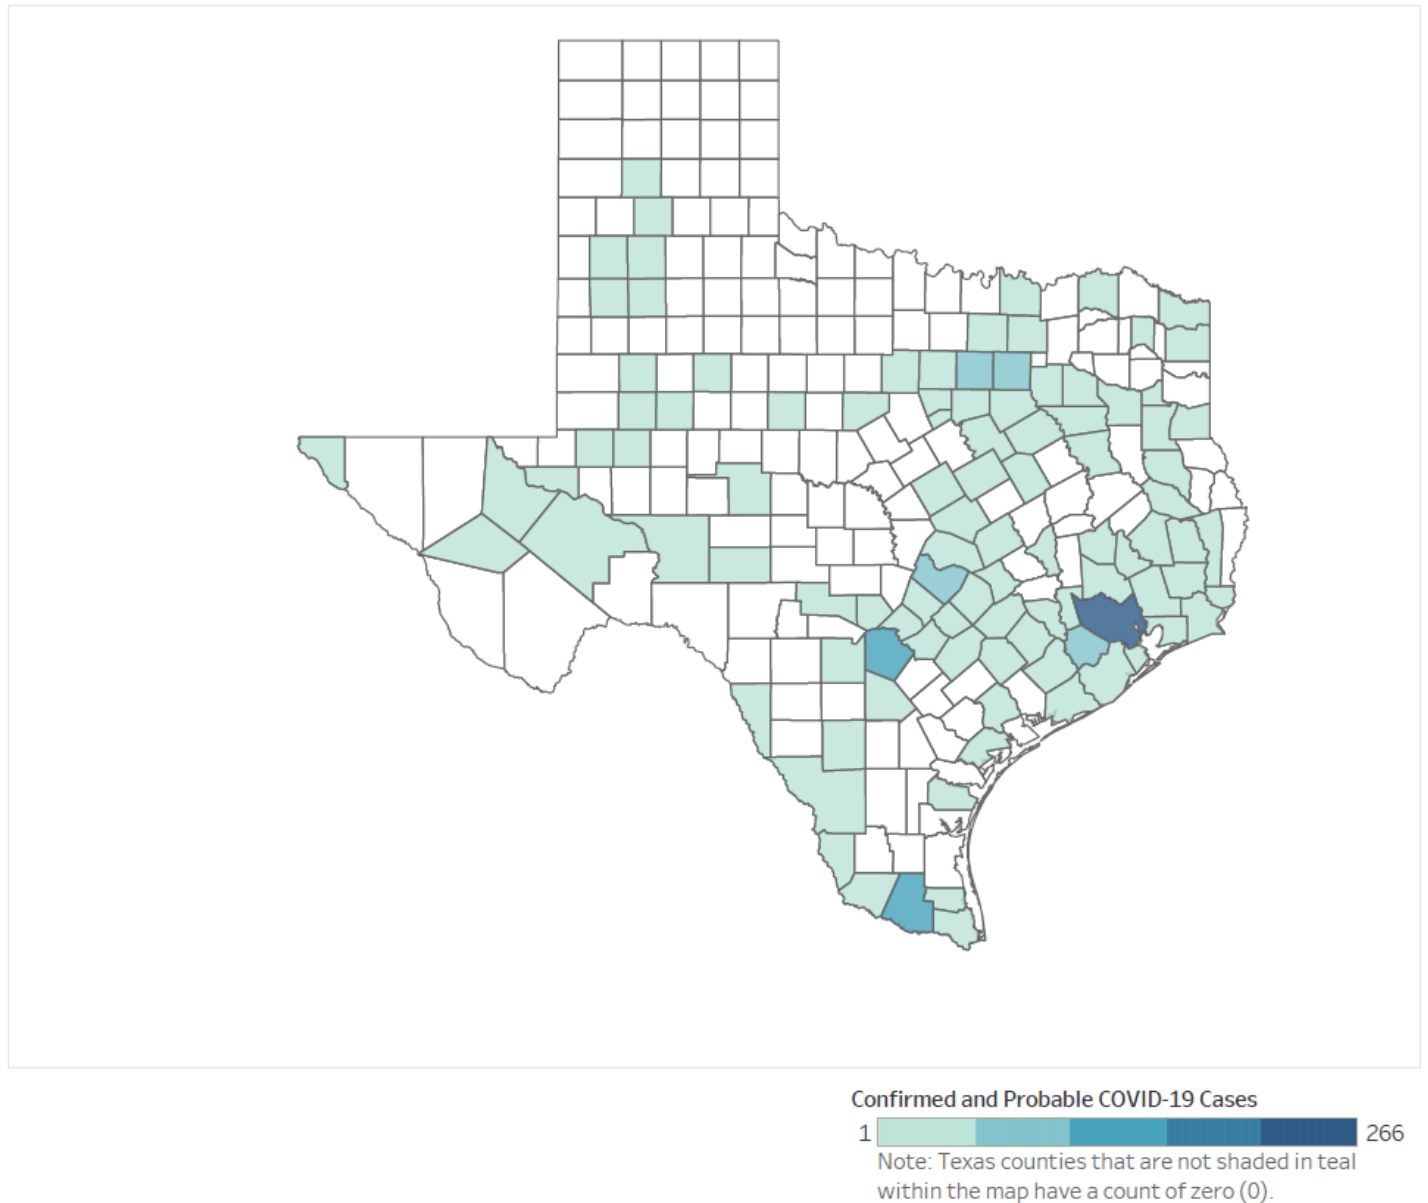 Confirmed and Probable COVID-19 Cases
1 266
Note: Texas counties that are not shaded in teal
within the map have a count of zero (0).